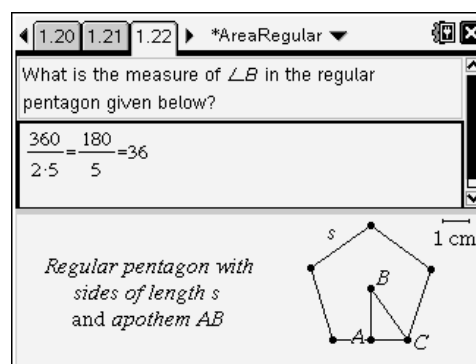 1.20 1.21 1.22 *AreaRegular
What is the measure of ∠B in the regular
pentagon given below?
360/2·5=180/5=36
s
1 cm
Regular pentagon with
sides of length s
and apothem AB
B
A
C